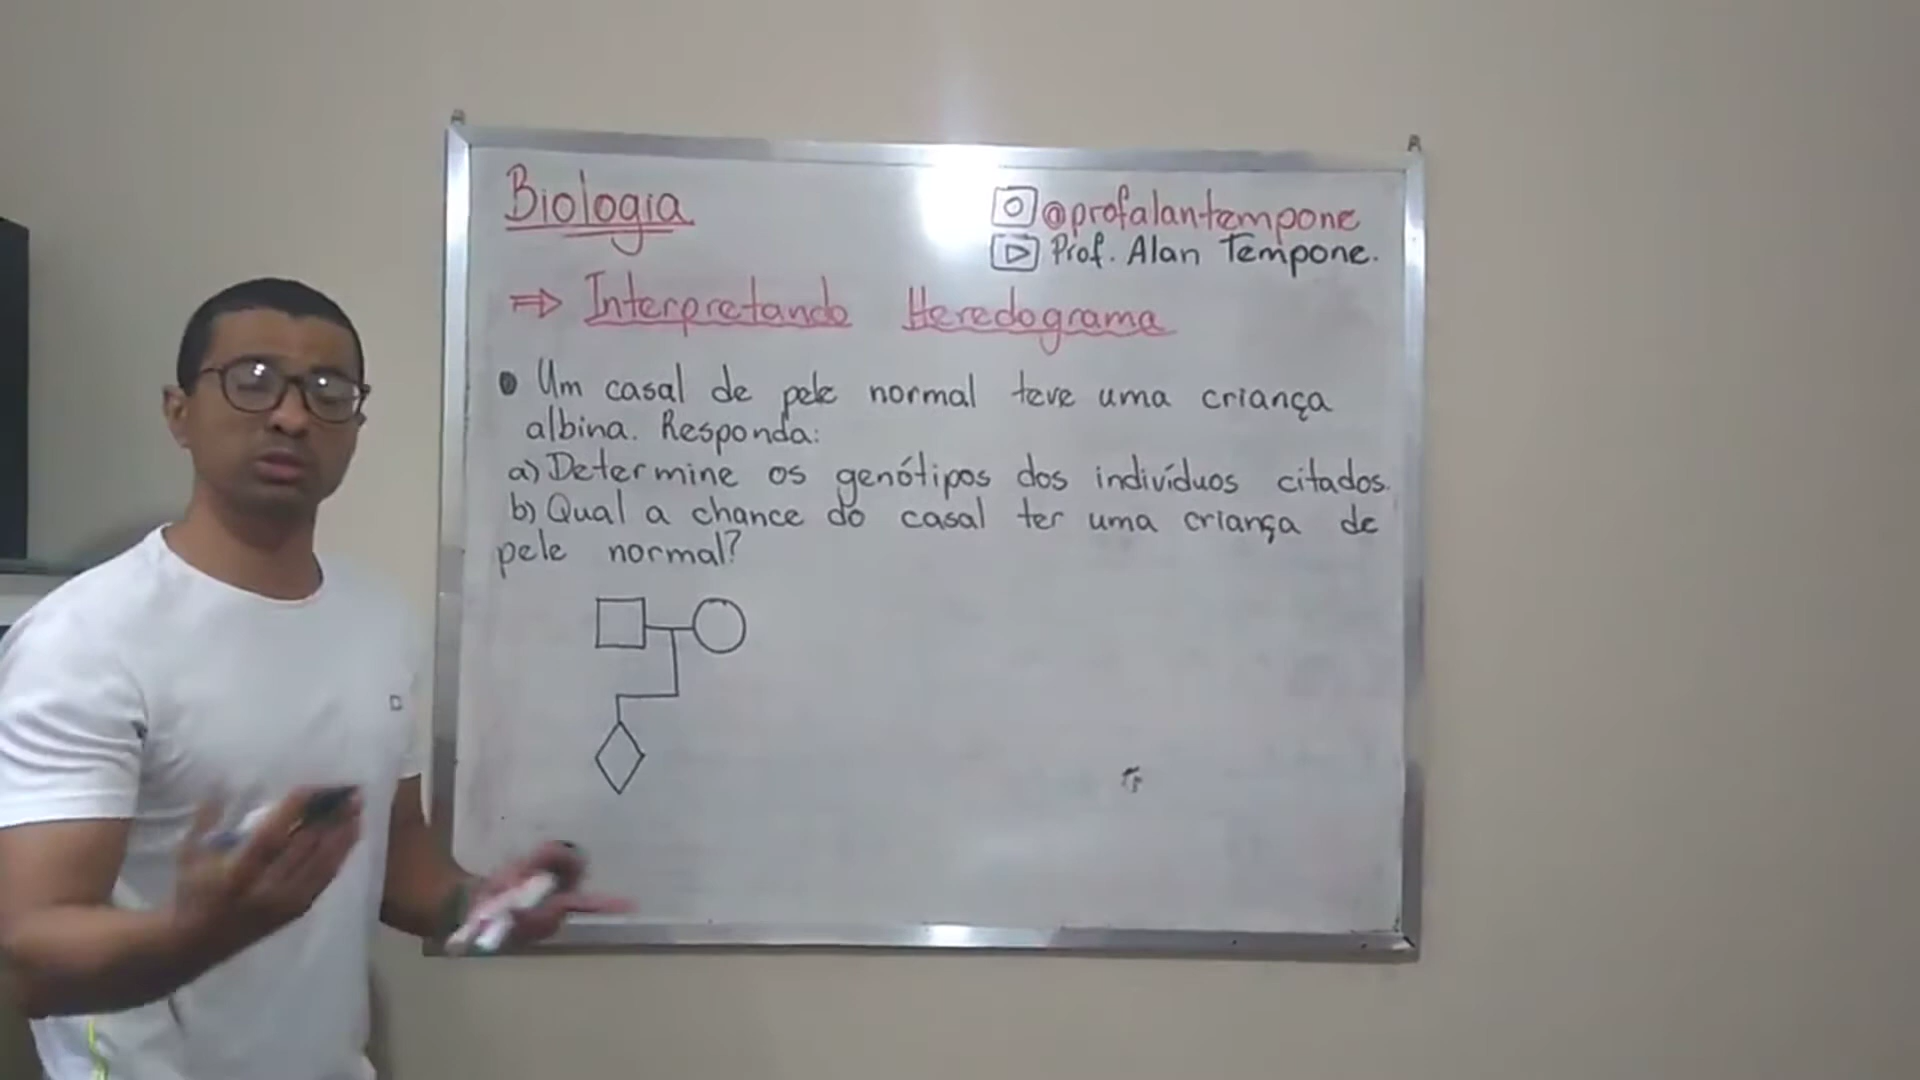 Biologia
@profalantempone
Prof. Alan Tempone.
⇒ Interpretando Heredograma
• Um casal de pele normal teve uma criança
albina. Responda:
a) Determine os genótipos dos indivíduos citados.
b) Qual a chance do casal ter uma criança de
pele normal?